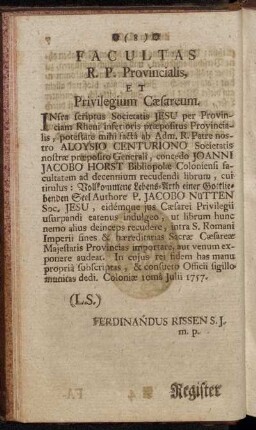 ( 8 )
FACULTAS
R. P. Provincialis,
ET
Privilegium Cæsareum.
INfra scriptus Societatis JESU per Provin-
ciam Rheni inferioris præpositus Provincia-
lis, potestate mihi facta ab Adm. R. Patre nos-
tro ALOYSIO CENTURIONO Societatis
nostræ præposito Generali, concedo JOANNI
JACOBO HORST Bibliopolæ Coloniensi fa-
cultatem ad decennium recudendi librum, cui
titulus: Vollkommene Lebens-Arth einer Gottlie-
benden Seel Authore P. JACOBO NüTTEN
Soc. JESU, eidémque jus Cæsarei Privilegii
usurpandi eatenus indulgeo, ut librum hunc
nemo alius deinceps recudere, intra S. Romani
Imperii fines & hæreditarias Sacræ Cæsareæ
Majestatis Provincias importare, aut venum ex-
ponere audeat. In cujus rei fidem has manu
propriâ subscriptas, & consueto Officii sigillo
munitas dedi. Coloniæ 10mâ Julii 1757.
(L.S.)
FERDINANDUS RISSEN S. J.
m. p.
Register